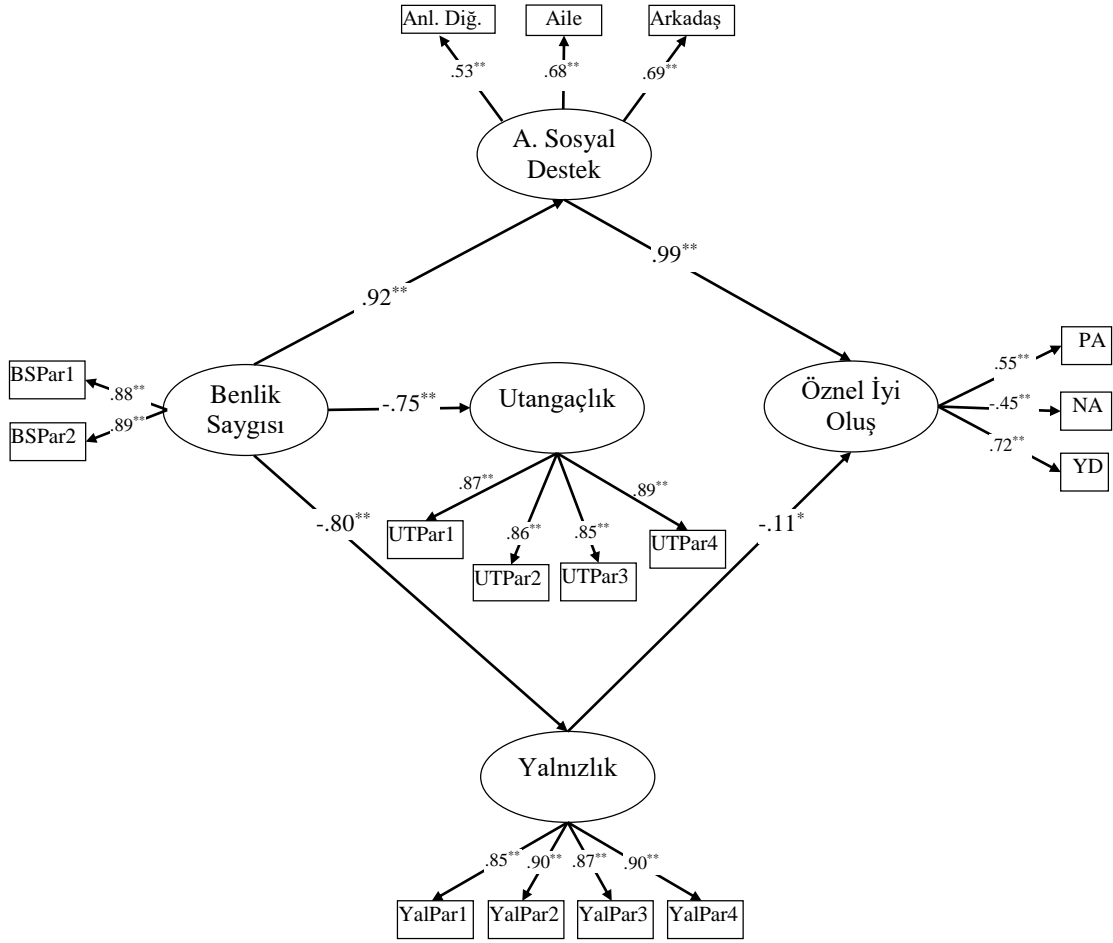 Anl. Diğ.
Aile
Arkadaş
.53**
.68**
.69**
A. Sosyal
Destek
.92**
.99**
BSPar1
BSPar2
.88**
.89**
Benlik
Saygısı
-.75**
Utangaçlık
Öznel İyi
Oluş
.55**
-.45**
.72**
PA
NA
YD
.87**
.86**
.85**
.89**
UTPar1
UTPar2
UTPar3
UTPar4
-.80**
-.11*
Yalnızlık
.85**
.90**
.87**
.90**
YalPar1
YalPar2
YalPar3
YalPar4